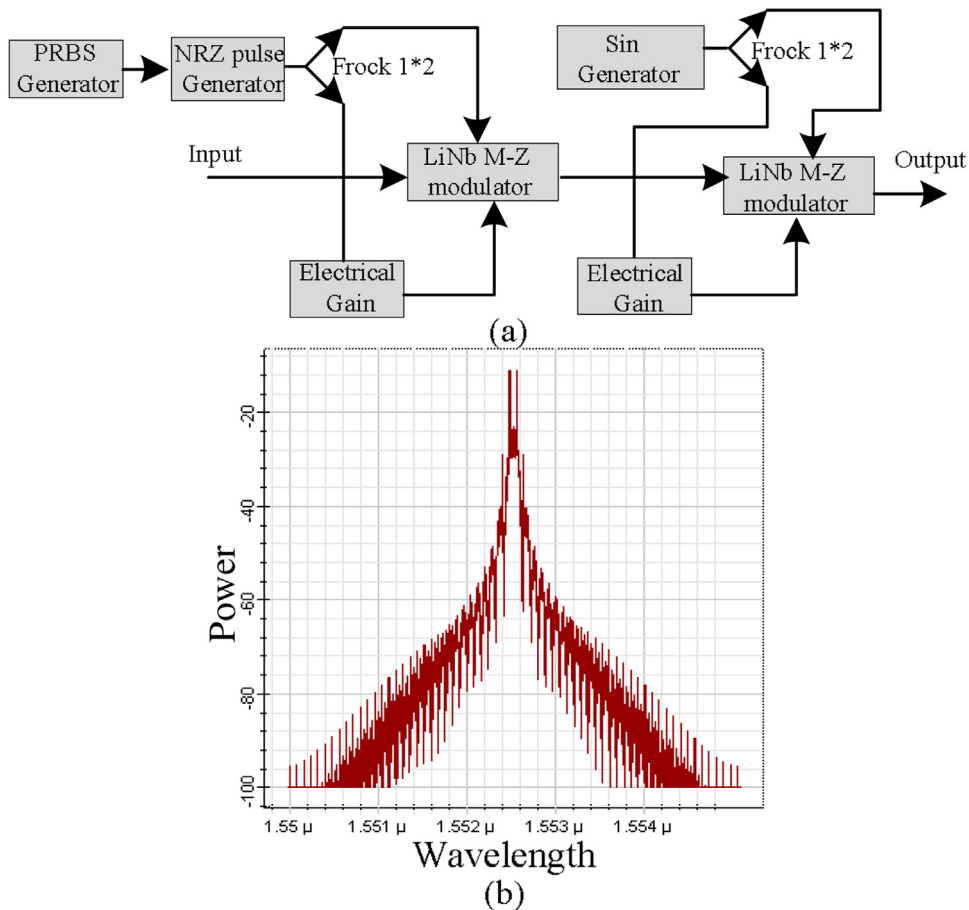 PRBS
Generator
NRZ pulse
Generator
Frock 1*2
Sin
Generator
Frock 1*2
Input
LiNb M-Z
modulator
LiNb M-Z
modulator
Output
Electrical
Gain
Electrical
Gain
(a)
Power
-20
-40
-60
-80
-100
1.55 µ
1.551 µ
1.552 µ
1.553 µ
1.554 µ
Wavelength
(b)